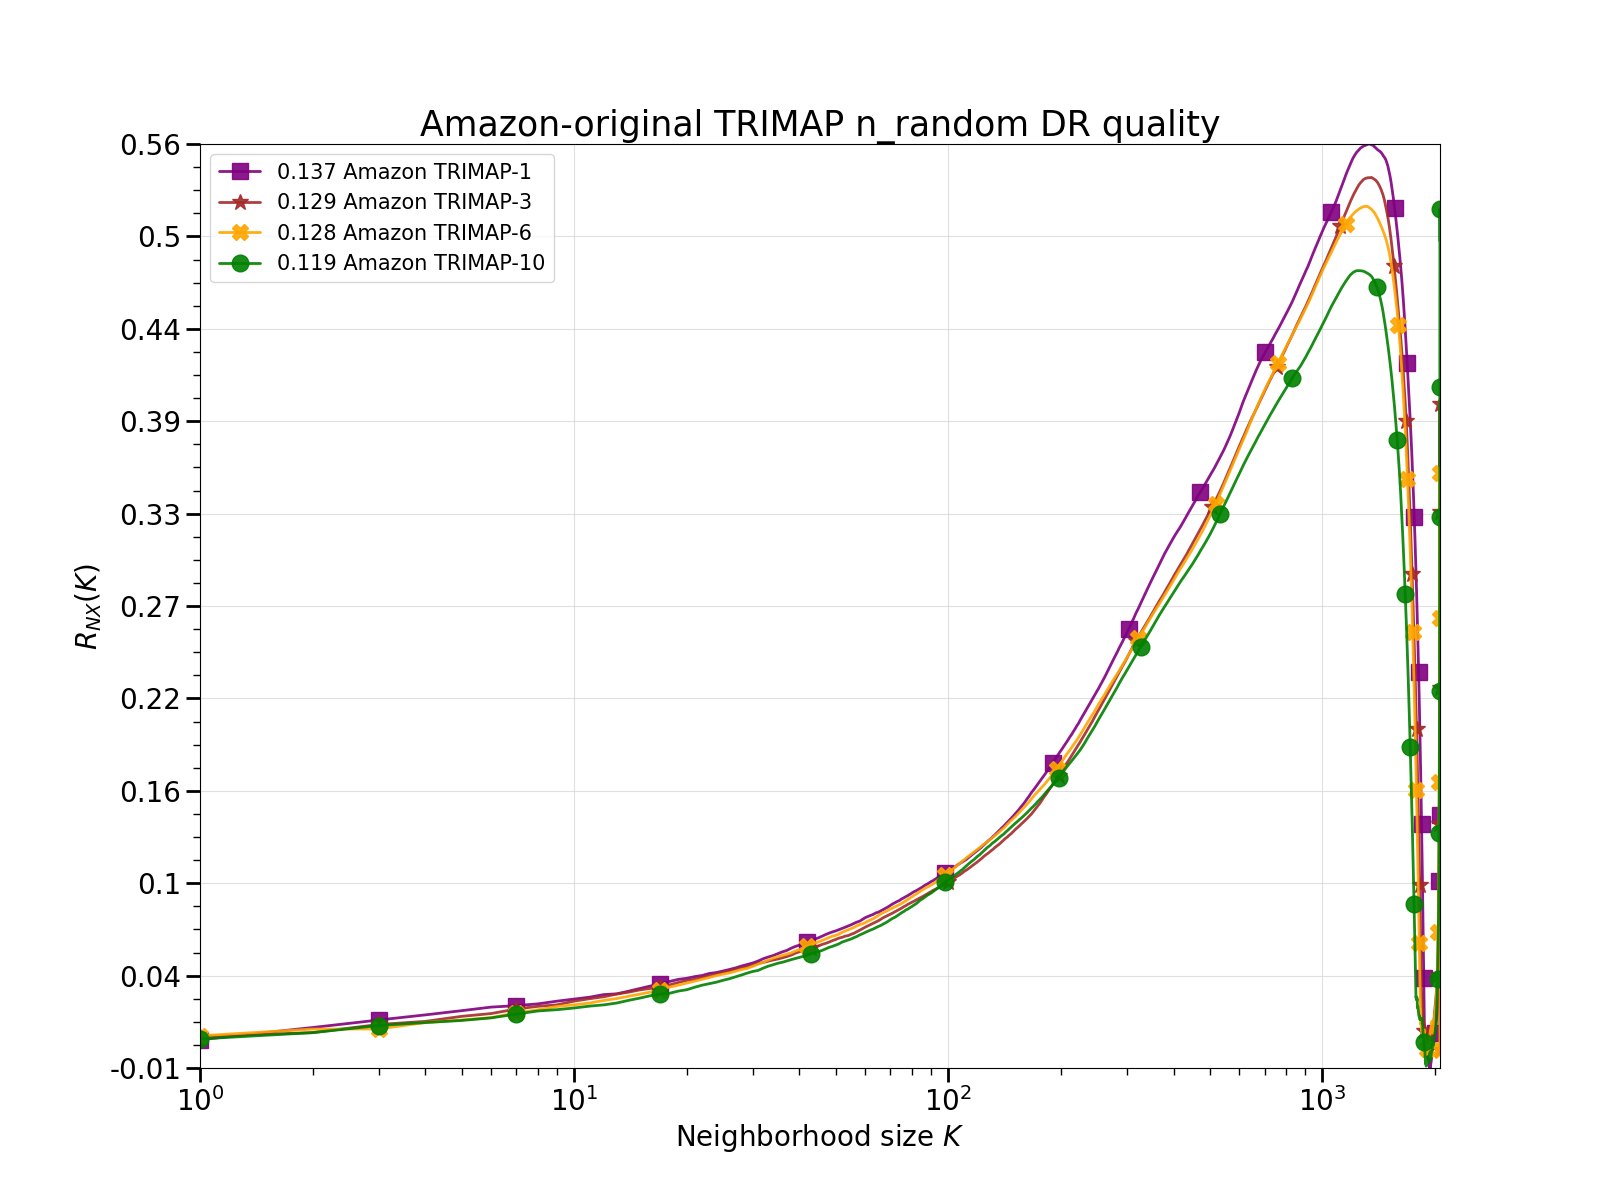 Amazon-original TRIMAP n_random DR quality
0.137 Amazon TRIMAP-1
0.129 Amazon TRIMAP-3
0.128 Amazon TRIMAP-6
0.119 Amazon TRIMAP-10
0.56
0.5
0.44
0.39
0.33
0.27
0.22
0.16
0.1
0.04
-0.01
R_{NX}(K)
10^0 10^1 10^2 10^3
Neighborhood size K